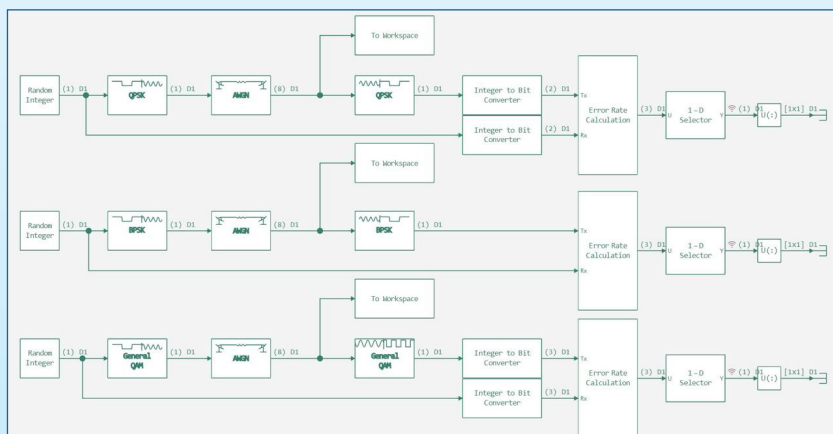 To Workspace
Random
Integer
(1) D1
QPSK
(1) D1
AWGN
(8) D1
QPSK
(1) D1
Integer to Bit
Converter
(2) D1
Tx
Integer to Bit
Converter
(2) D1
Rx
Error Rate
Calculation
(3) D1
U
1-D
Selector
Y
(1) D1
U(:)
[1x1] D1
To Workspace
Random
Integer
(1) D1
BPSK
(1) D1
AWGN
(8) D1
BPSK
(1) D1
Tx
Rx
Error Rate
Calculation
(3) D1
U
1-D
Selector
Y
(1) D1
U(:)
[1x1] D1
To Workspace
Random
Integer
(1) D1
General
QAM
(1) D1
AWGN
(8) D1
General
QAM
(1) D1
Integer to Bit
Converter
(3) D1
Tx
Integer to Bit
Converter
(3) D1
Rx
Error Rate
Calculation
(3) D1
U
1-D
Selector
Y
(1) D1
U(:)
[1x1] D1